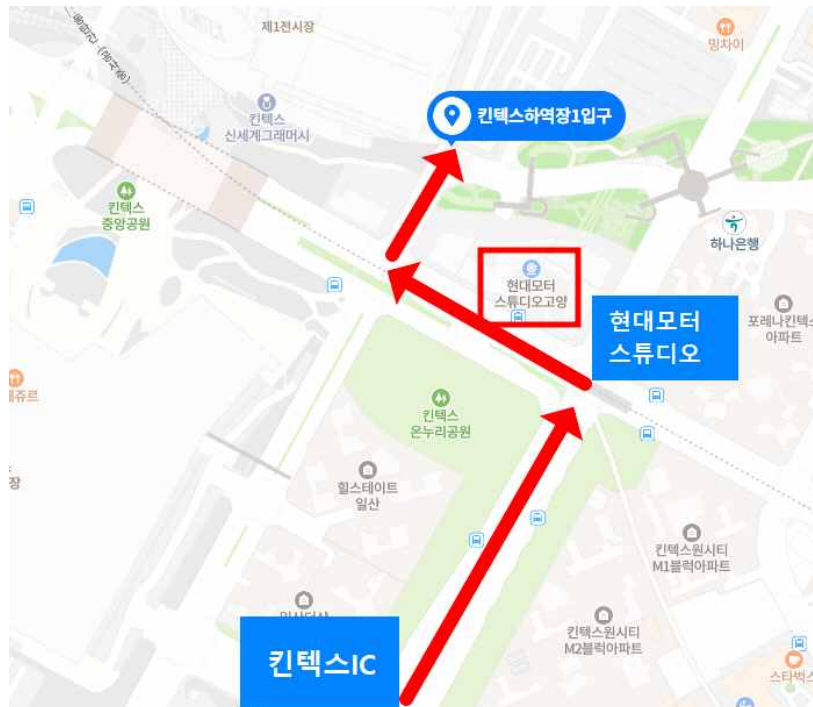 제1전시장
밍차이
킨텍스
신세계그래머시
킨텍스하역장1입구
킨텍스
중앙공원
하나은행
현대모터
스튜디오고양
현대모터
스튜디오
포레나킨텍스
아파트
쥬르
킨텍스
온누리공원
장
힐스테이트
일산
킨텍스원시티
M1블럭아파트
킨텍스IC
킨텍스원시티
M2블럭아파트
스타벅스